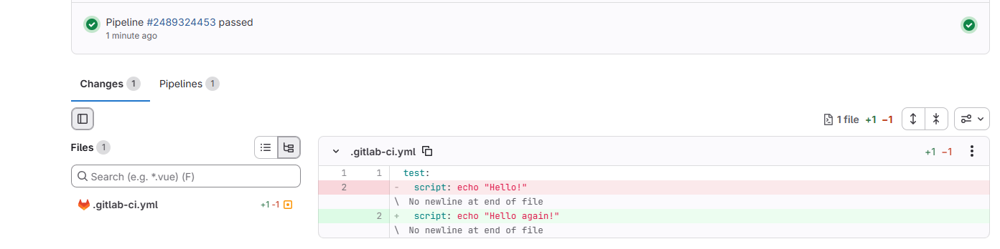 Pipeline #2489324453 passed
1 minute ago
Changes 1 Pipelines 1
1 file +1 −1
Files 1
Search (e.g. *.vue) (F)
.gitlab-ci.yml +1 -1
.gitlab-ci.yml +1 −1
1 1 test:
2 - script: echo "Hello!"
\ No newline at end of file
2 + script: echo "Hello again!"
\ No newline at end of file